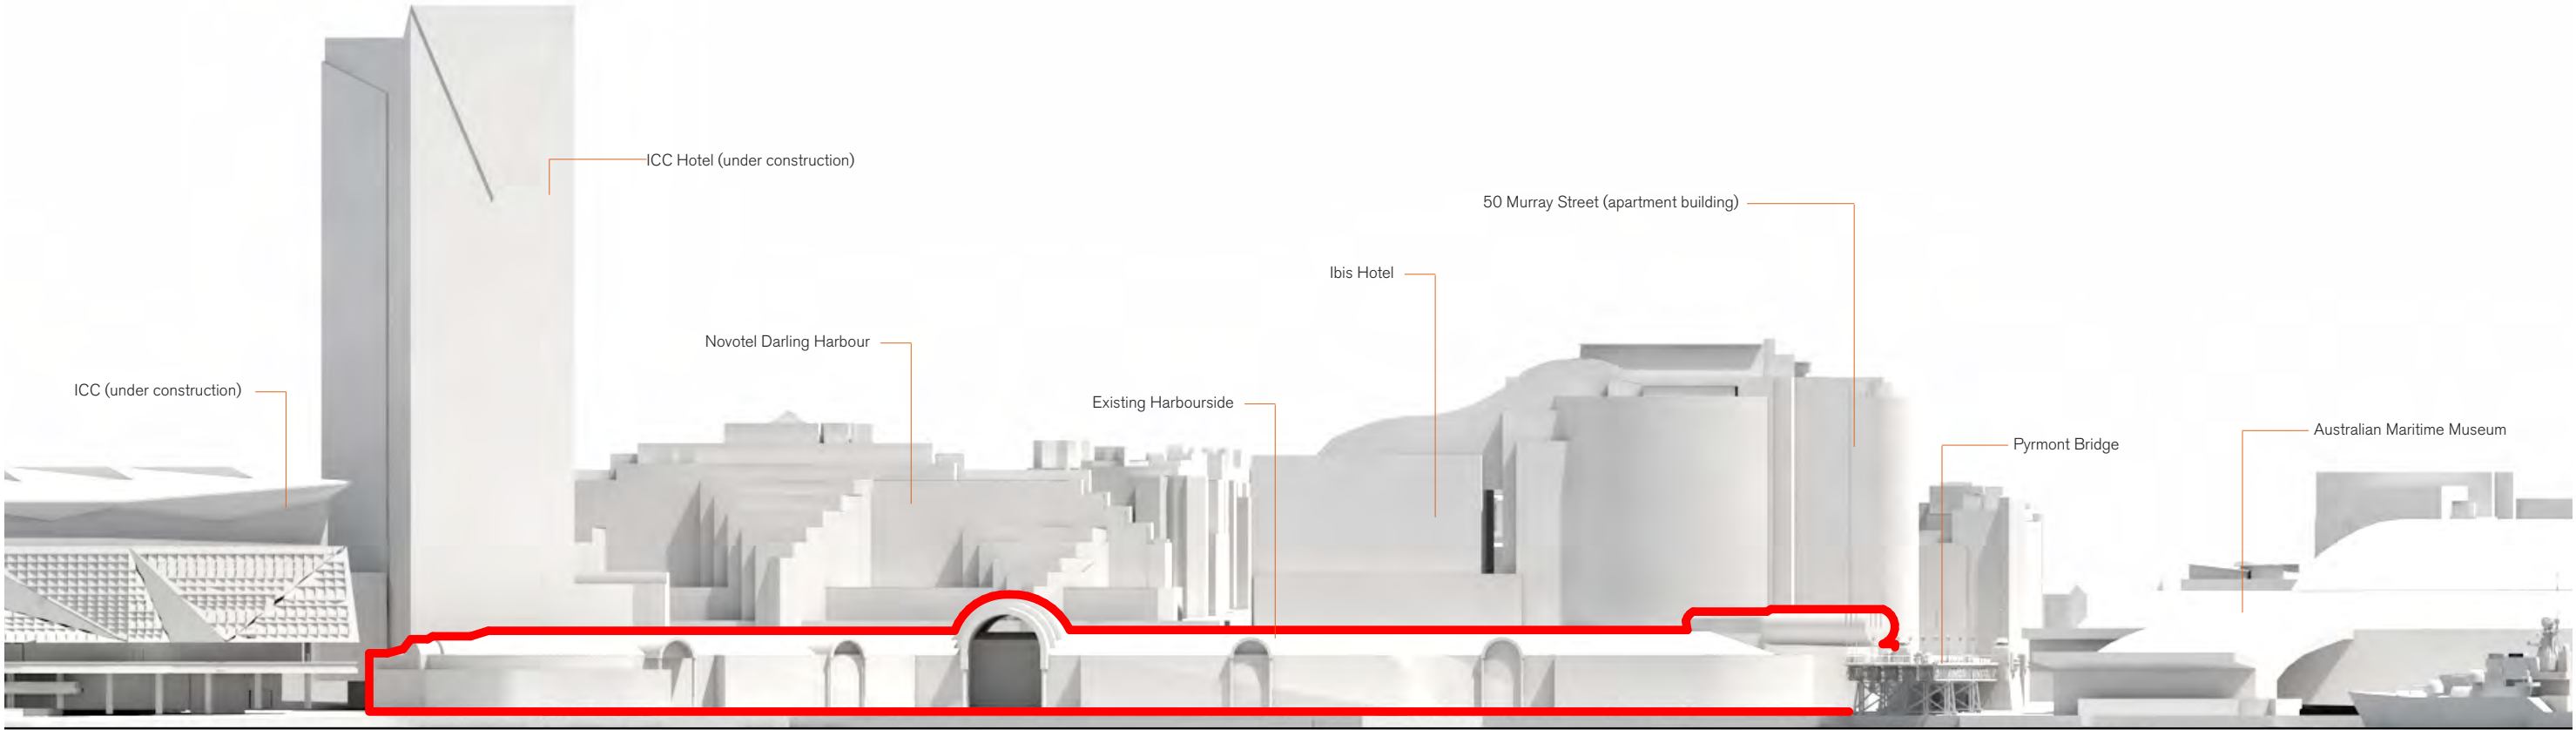 ICC Hotel (under construction)
50 Murray Street (apartment building)
Ibis Hotel
Novotel Darling Harbour
ICC (under construction)
Existing Harbourside
Australian Maritime Museum
Pyrmont Bridge